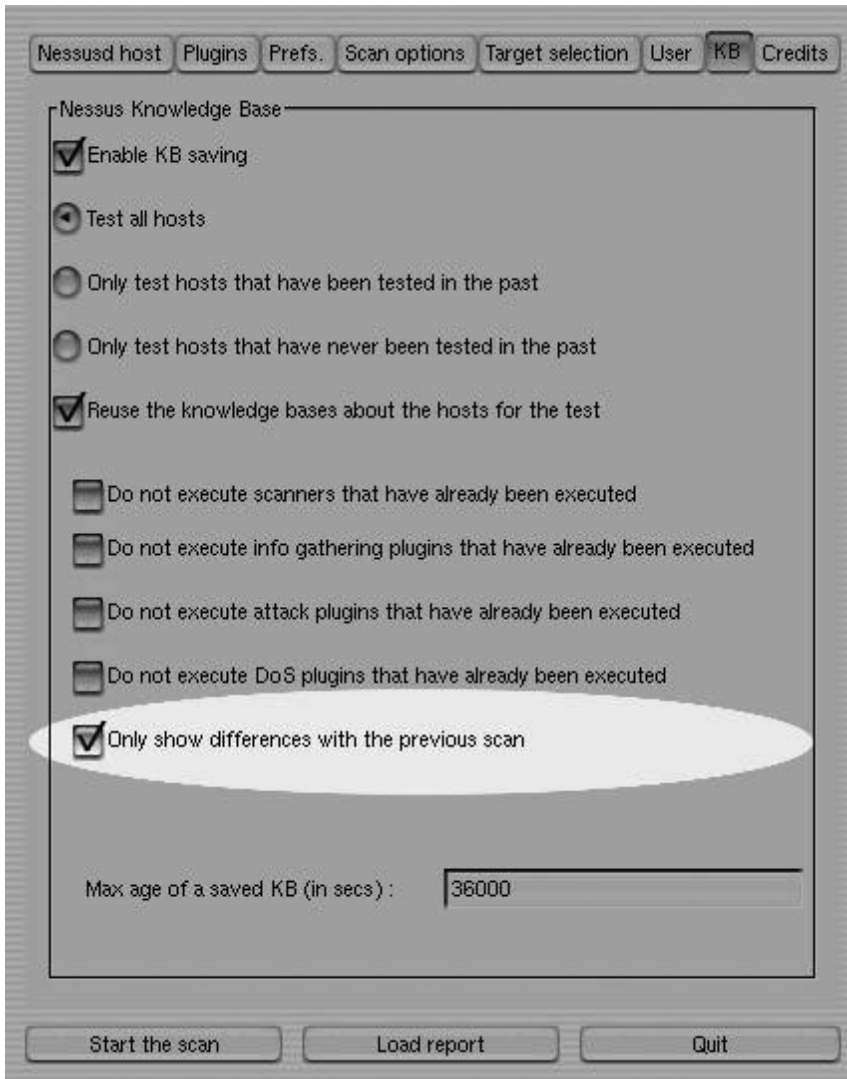 Nessusd host Plugins Prefs. Scan options Target selection User KB Credits
Nessus Knowledge Base
Enable KB saving
Test all hosts
Only test hosts that have been tested in the past
Only test hosts that have never been tested in the past
Reuse the knowledge bases about the hosts for the test
Do not execute scanners that have already been executed
Do not execute info gathering plugins that have already been executed
Do not execute attack plugins that have already been executed
Do not execute DoS plugins that have already been executed
Only show differences with the previous scan
Max age of a saved KB (in secs) : 36000
Start the scan Load report Quit